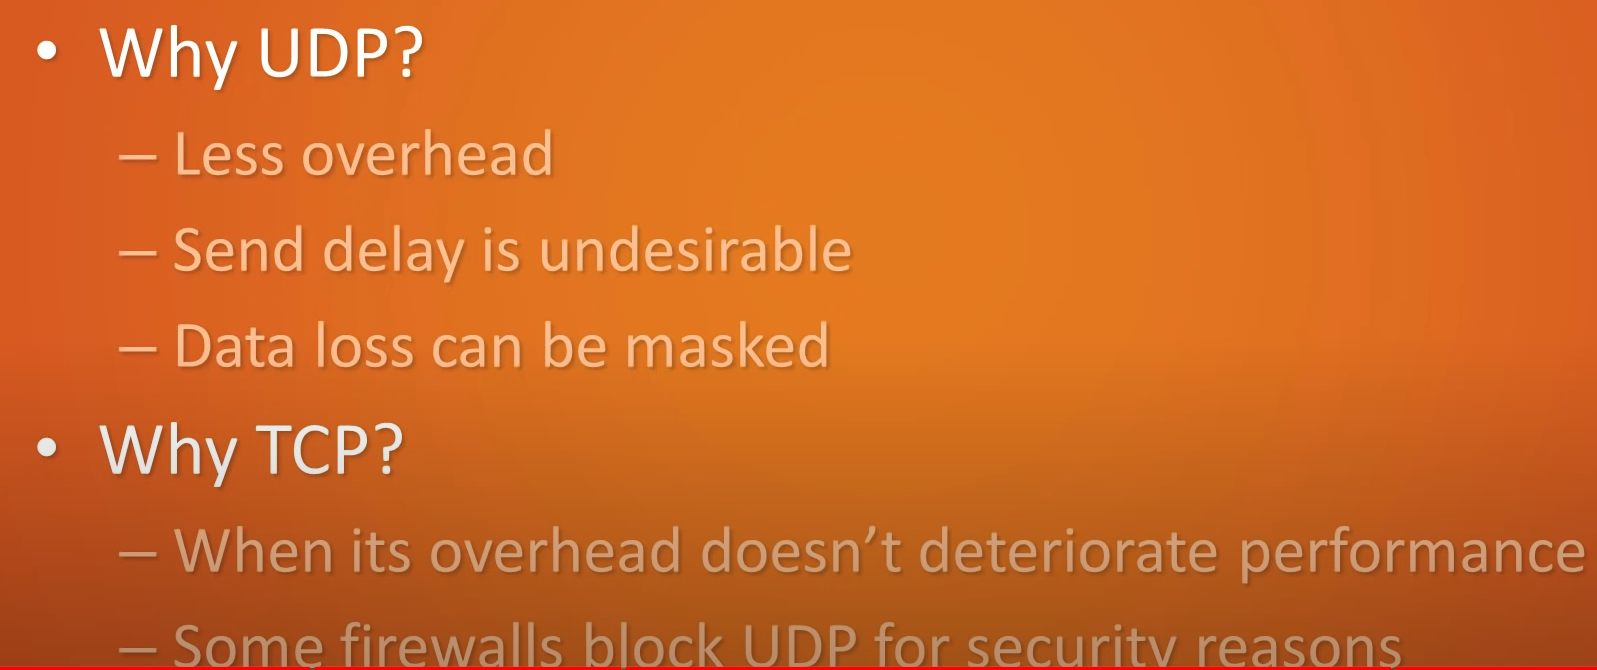 • Why UDP?
– Less overhead
– Send delay is undesirable
– Data loss can be masked
• Why TCP?
– When its overhead doesn’t deteriorate performance
– Some firewalls block UDP for security reasons